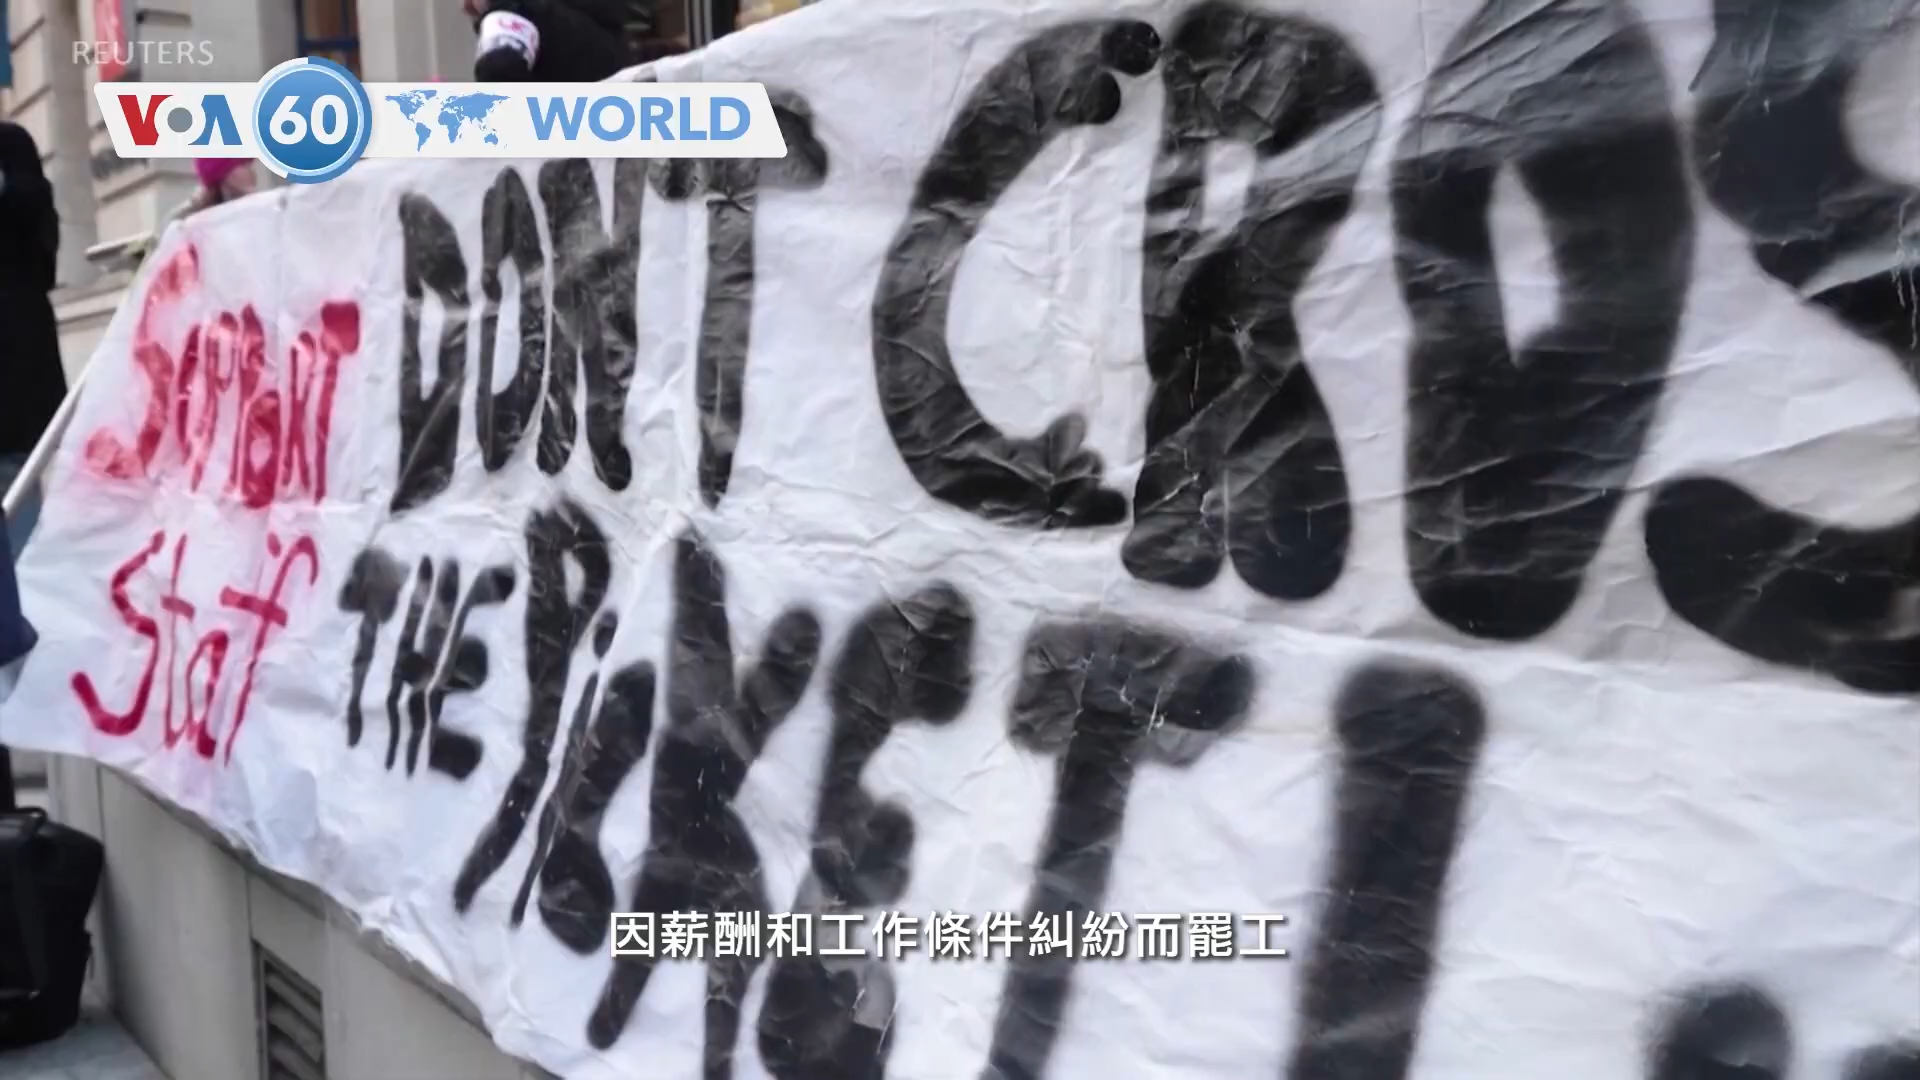 REUTERS
VOA 60 WORLD
SUPPORT
Staff
DON'T CROS
THE PICKET!
因薪酬和工作條件糾紛而罷工